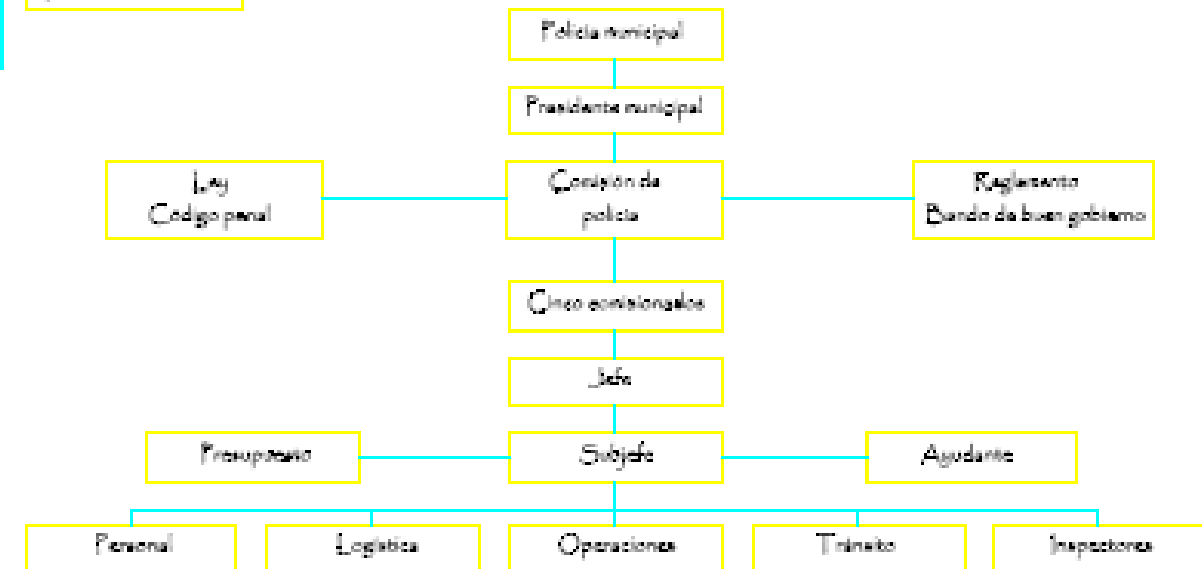 Policía municipal
Presidente municipal
Ley
Código penal
Comisión de
policía
Reglamento
Bando de buen gobierno
Cinco comisionados
Jefe
Presupuesto
Subjefe
Ayudante
Personal
Logística
Operaciones
Tránsito
Inspectores